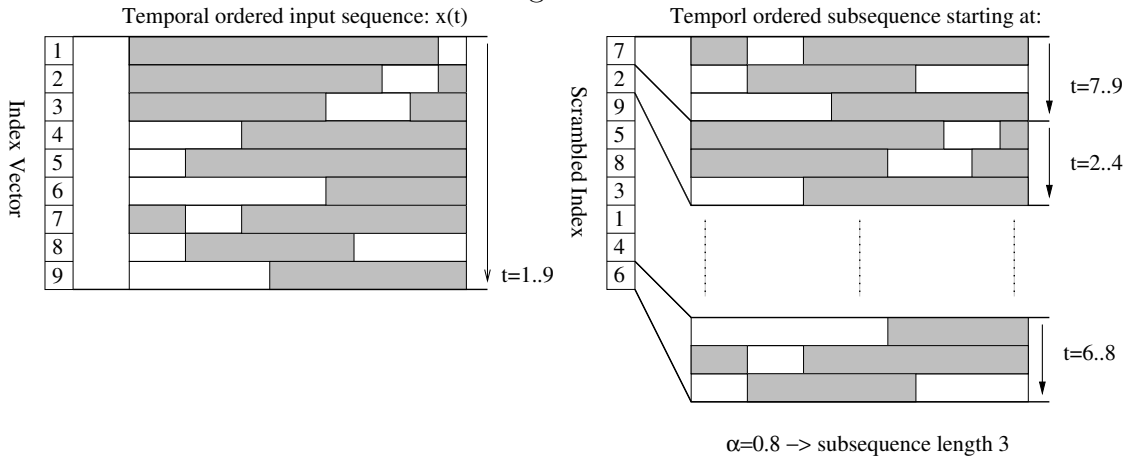 Temporal ordered input sequence: x(t)
Index Vector
1
2
3
4
5
6
7
8
9
t=1..9
Temporl ordered subsequence starting at:
Scrambled Index
7
2
9
5
8
3
1
4
6
t=7..9
t=2..4
t=6..8
α=0.8 −> subsequence length 3